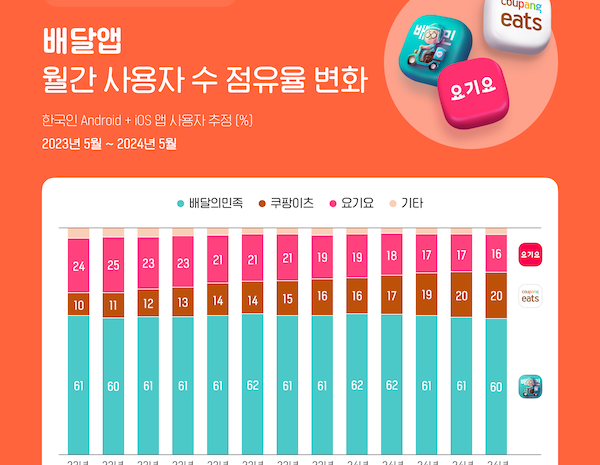 배달앱
월간 사용자 수 점유율 변화
한국인 Android + iOS 앱 사용자 추정 (%)
2023년 5월 ~ 2024년 5월
coupang
eats
배민
요기요
배달의민족 쿠팡이츠 요기요 기타
24 25 23 23 21 21 21 19 19 18 17 17 16
요기요
10 11 12 13 14 14 15 16 16 17 19 20 20
coupang
eats
61 60 61 61 61 62 61 61 62 62 61 61 60